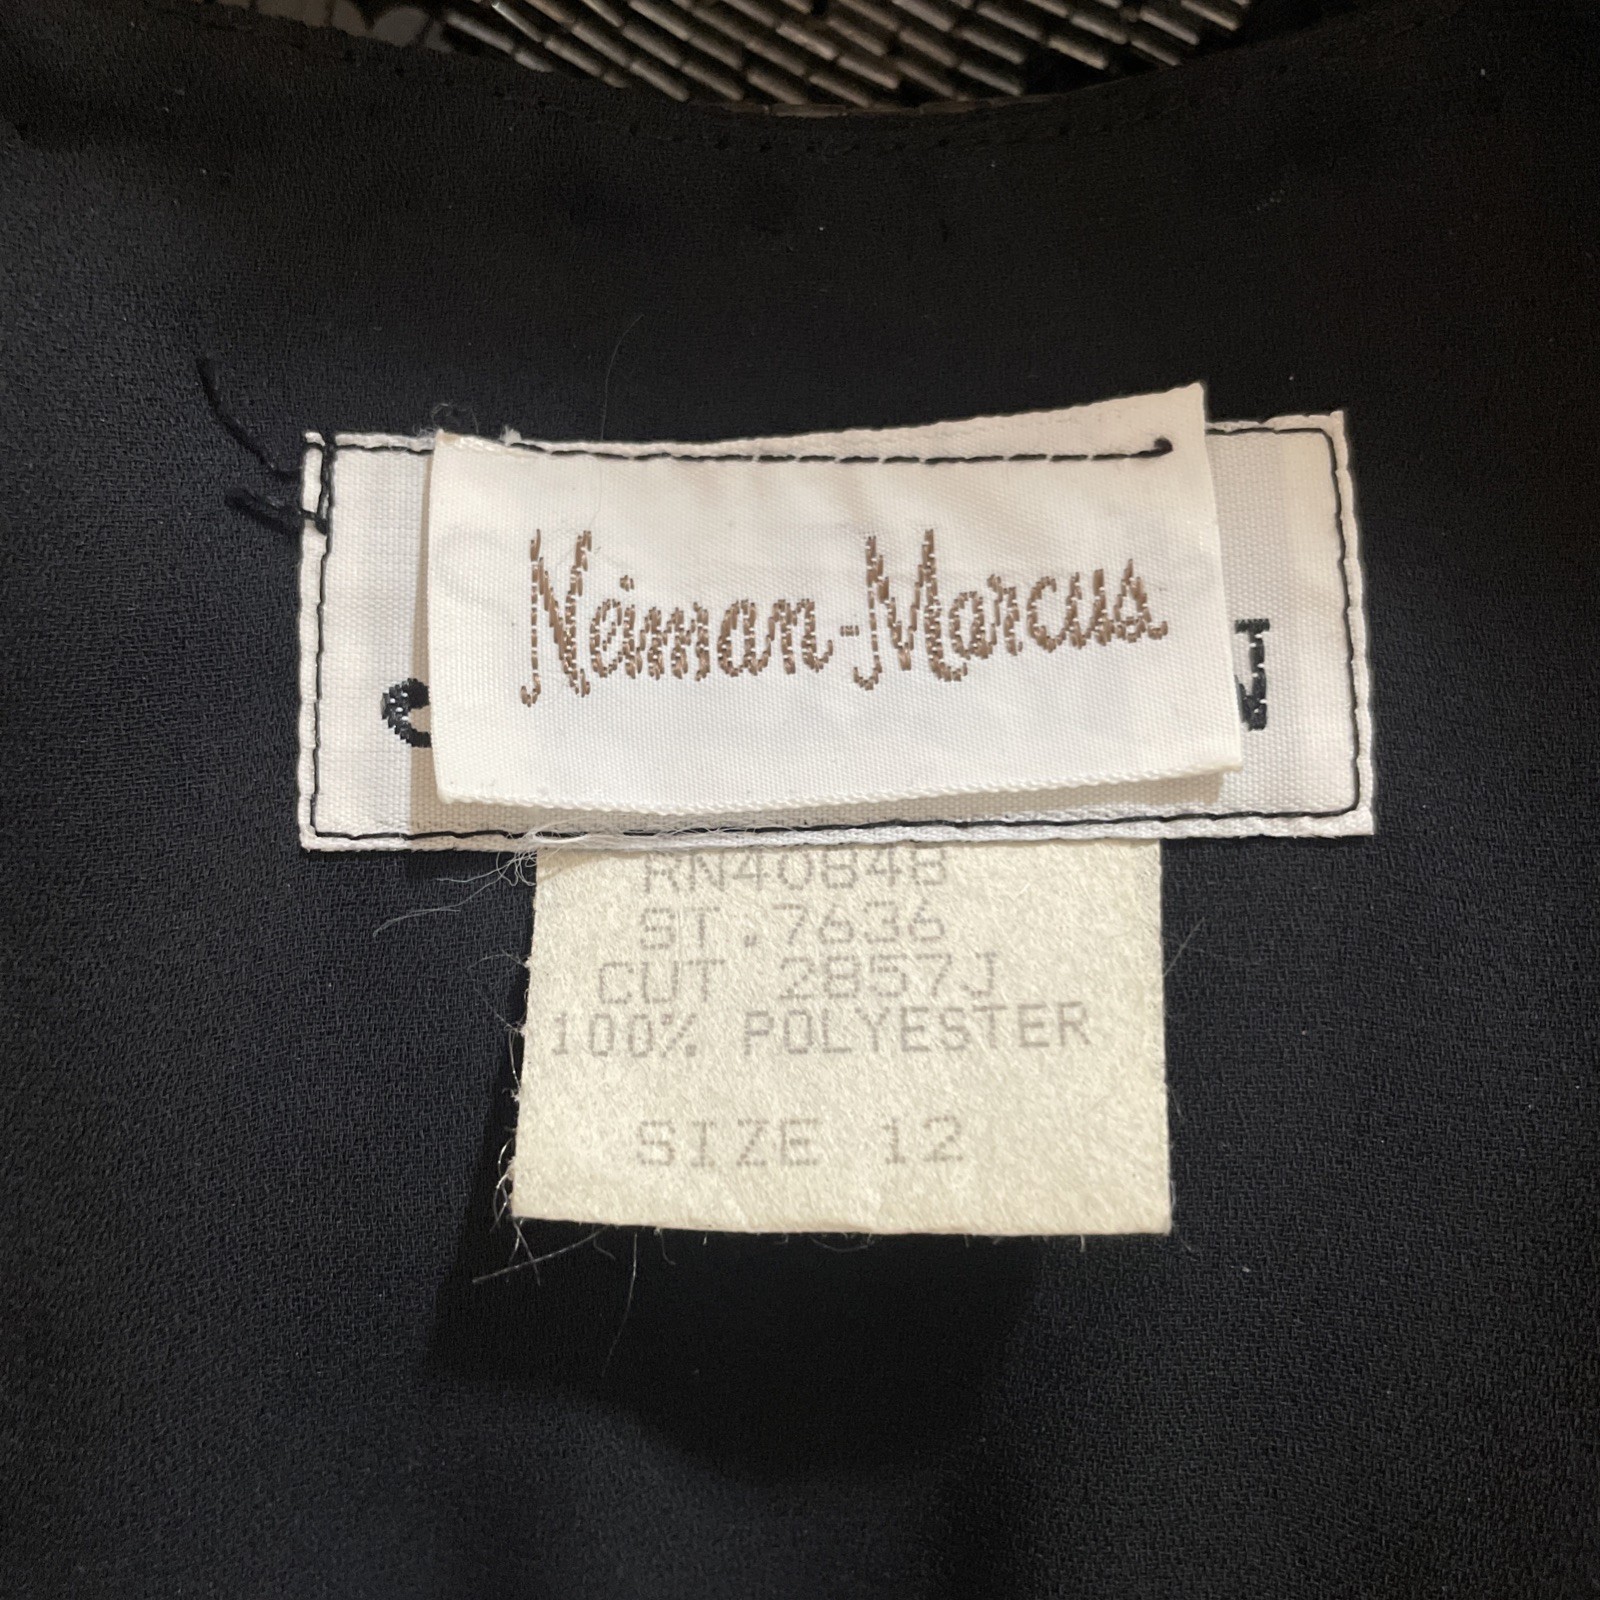 Neiman-Marcus
RN40848
ST.7636
CUT 2857J
100% POLYESTER
SIZE 12